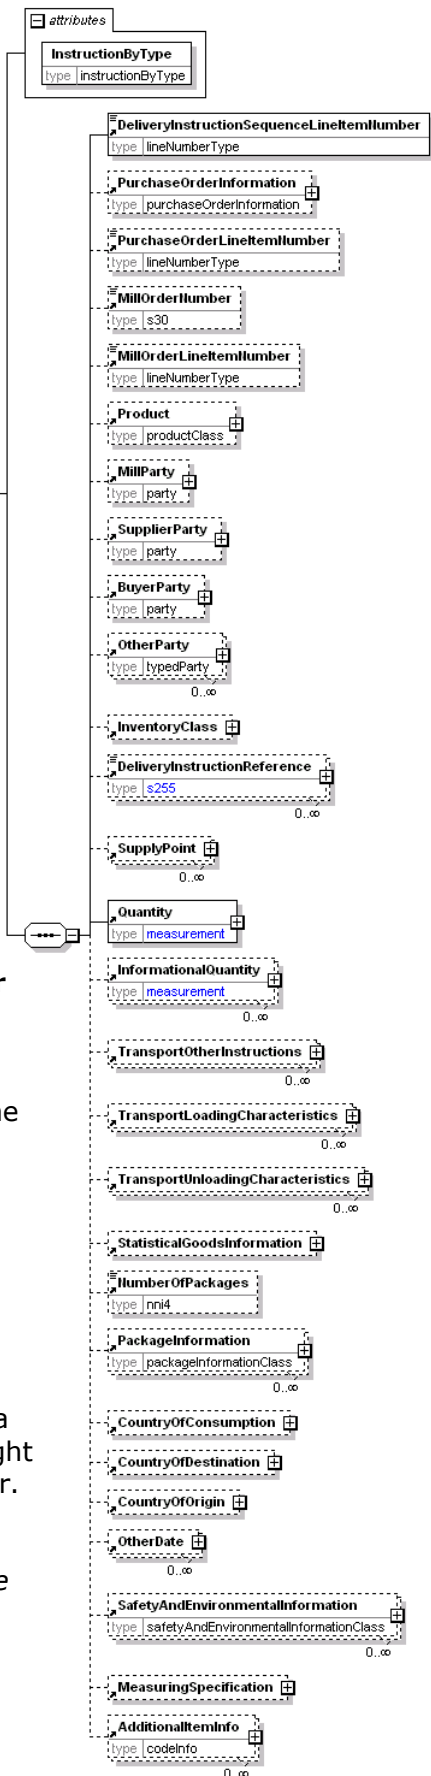 attributes
InstructionByType
type instructionByType
DeliveryInstructionSequenceLineItemNumber
type lineNumberType
PurchaseOrderInformation
type purchaseOrderInformation
PurchaseOrderLineItemNumber
type lineNumberType
MillOrderNumber
type s30
MillOrderLineItemNumber
type lineNumberType
Product
type productClass
MillParty
type party
SupplierParty
type party
BuyerParty
type party
OtherParty
type typedParty
0..∞
InventoryClass
DeliveryInstructionReference
type s255
0..∞
SupplyPoint
0..∞
Quantity
type measurement
r
InformationalQuantity
type measurement
0..∞
TransportOtherInstructions
0..∞
ne
TransportLoadingCharacteristics
0..∞
TransportUnloadingCharacteristics
0..∞
StatisticalGoodsInformation
NumberOfPackages
type nni4
PackageInformation
type packageInformationClass
0..∞
a
CountryOfConsumption
ght
CountryOfDestination
r.
CountryOfOrigin
OtherDate
0..∞
e
SafetyAndEnvironmentalInformation
type safetyAndEnvironmentalInformationClass
0..∞
MeasuringSpecification
AdditionalItemInfo
type codeInfo
0..∞